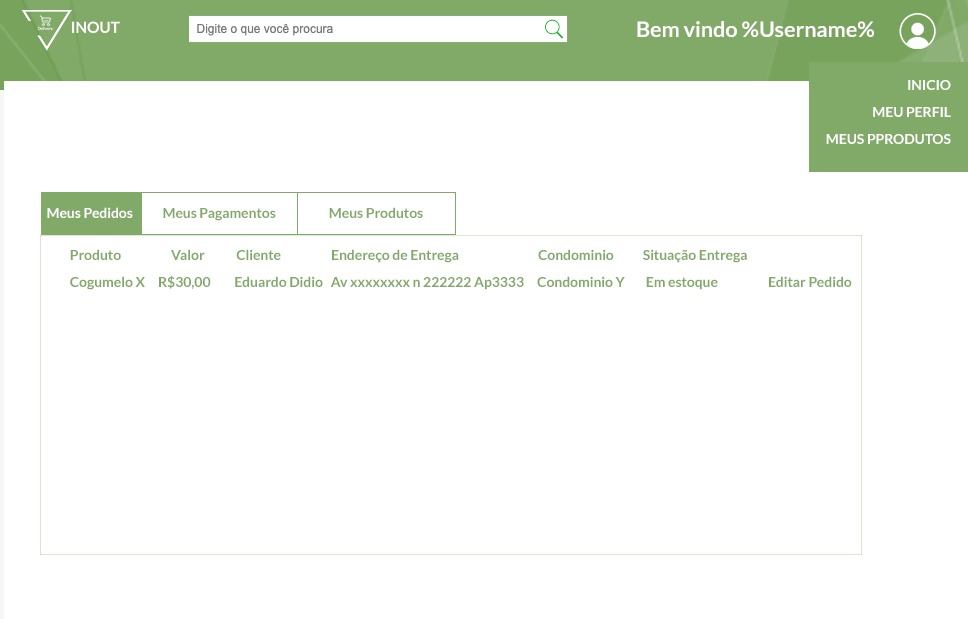 INOUT
Digite o que você procura
Bem vindo %Username%
INICIO
MEU PERFIL
MEUS PPRODUTOS
Meus Pedidos Meus Pagamentos Meus Produtos
Produto Valor Cliente Endereço de Entrega Condominio Situação Entrega
Cogumelo X R$30,00 Eduardo Didio Av xxxxxxxx n 222222 Ap3333 Condominio Y Em estoque Editar Pedido